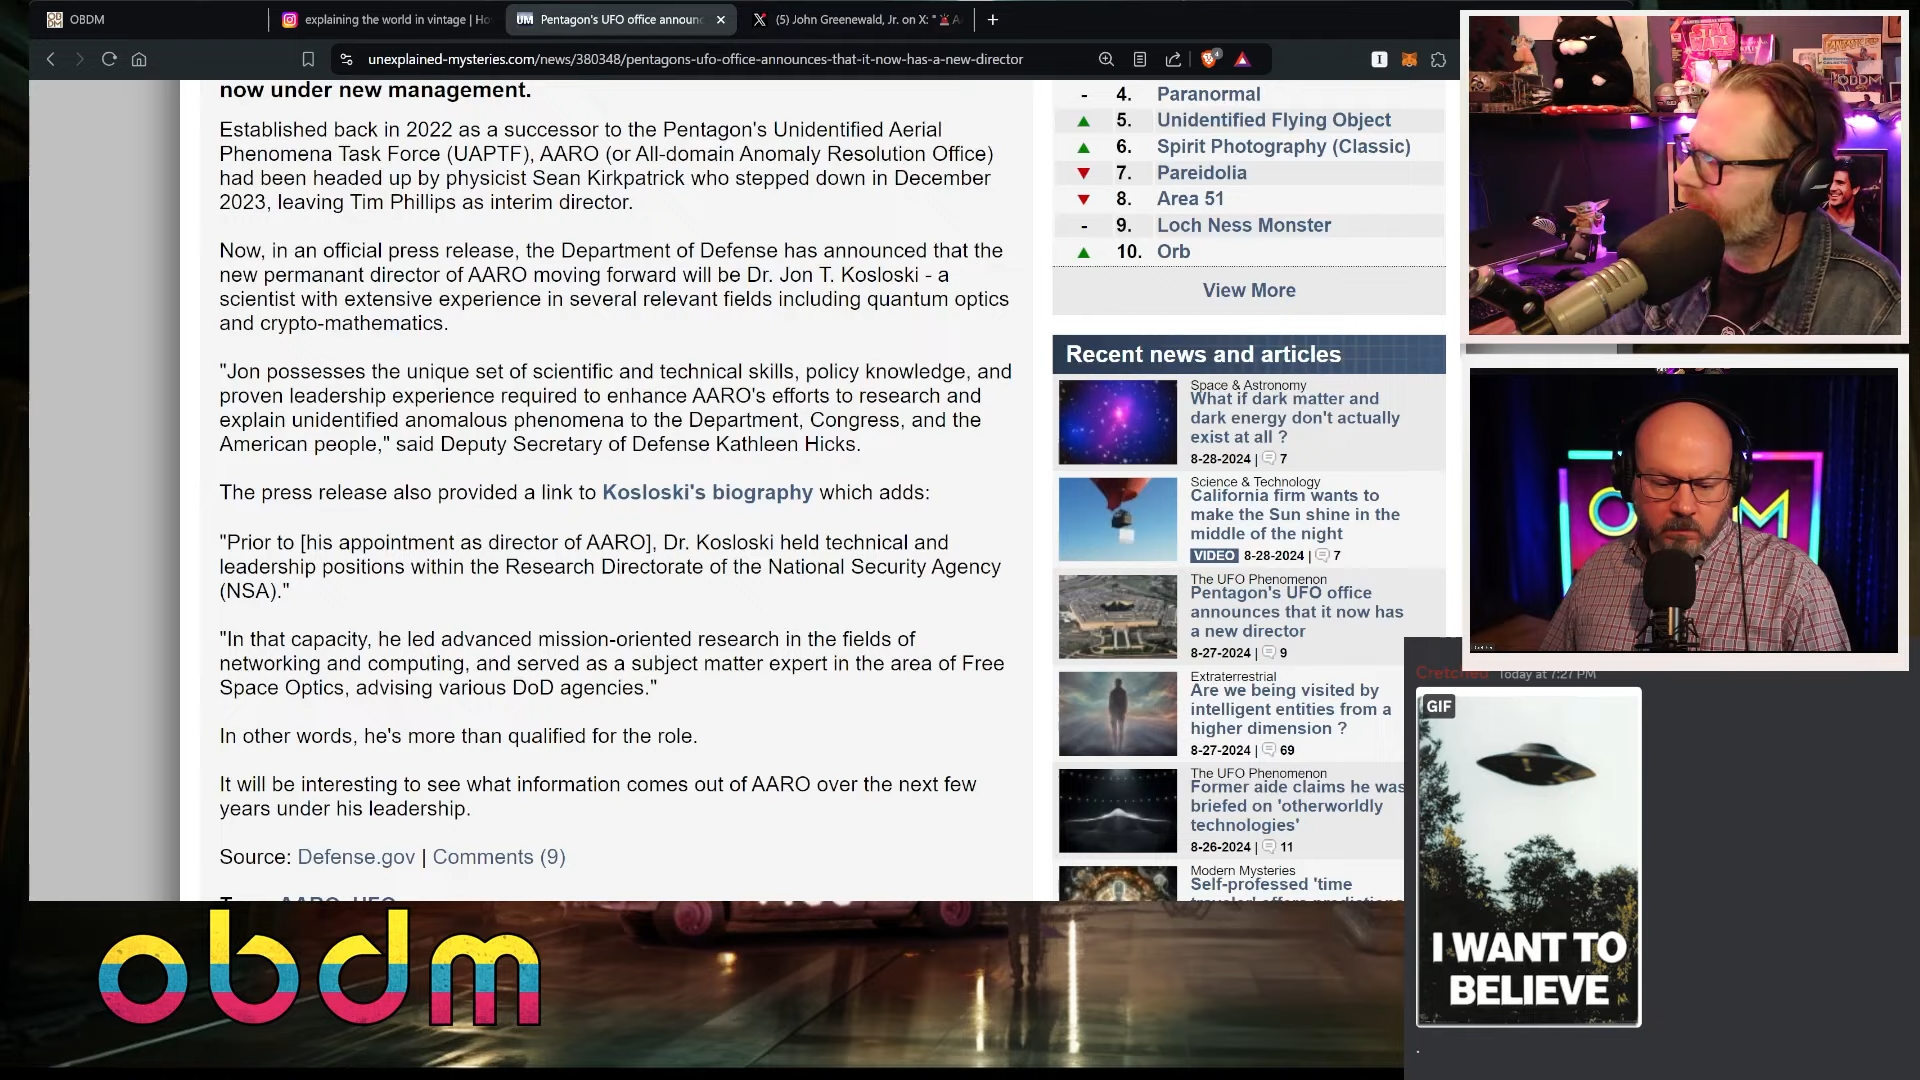 OBDM
explaining the world in vintage | Ho
Pentagon's UFO office announ
(5) John Greenewald, Jr. on X: "
unexplained-mysteries.com/news/380348/pentagons-ufo-office-announces-that-it-now-has-a-new-director
now under new management.
Established back in 2022 as a successor to the Pentagon's Unidentified Aerial
Phenomena Task Force (UAPTF), AARO (or All-domain Anomaly Resolution Office)
had been headed up by physicist Sean Kirkpatrick who stepped down in December
2023, leaving Tim Phillips as interim director.
Now, in an official press release, the Department of Defense has announced that the
new permanant director of AARO moving forward will be Dr. Jon T. Kosloski - a
scientist with extensive experience in several relevant fields including quantum optics
and crypto-mathematics.
"Jon possesses the unique set of scientific and technical skills, policy knowledge, and
proven leadership experience required to enhance AARO's efforts to research and
explain unidentified anomalous phenomena to the Department, Congress, and the
American people," said Deputy Secretary of Defense Kathleen Hicks.
The press release also provided a link to Kosloski's biography which adds:
"Prior to [his appointment as director of AARO], Dr. Kosloski held technical and
leadership positions within the Research Directorate of the National Security Agency
(NSA)."
"In that capacity, he led advanced mission-oriented research in the fields of
networking and computing, and served as a subject matter expert in the area of Free
Space Optics, advising various DoD agencies."
In other words, he's more than qualified for the role.
It will be interesting to see what information comes out of AARO over the next few
years under his leadership.
Source: Defense.gov | Comments (9)
AARO, UFO
- 4. Paranormal
5. Unidentified Flying Object
6. Spirit Photography (Classic)
7. Pareidolia
8. Area 51
- 9. Loch Ness Monster
10. Orb
View More
Recent news and articles
Space & Astronomy
What if dark matter and
dark energy don't actually
exist at all ?
8-28-2024 | 7
Science & Technology
California firm wants to
make the Sun shine in the
middle of the night
VIDEO 8-28-2024 | 7
The UFO Phenomenon
Pentagon's UFO office
announces that it now has
a new director
8-27-2024 | 9
Extraterrestrial
Are we being visited by
intelligent entities from a
higher dimension ?
8-27-2024 | 69
The UFO Phenomenon
Former aide claims he was
briefed on 'otherworldly
technologies'
8-26-2024 | 11
Modern Mysteries
Self-professed 'time
traveler' offers predictions
STAR WARS
OBDM
OBDM
Cretched Today at 7:27 PM
GIF
I WANT TO
BELIEVE
obdm